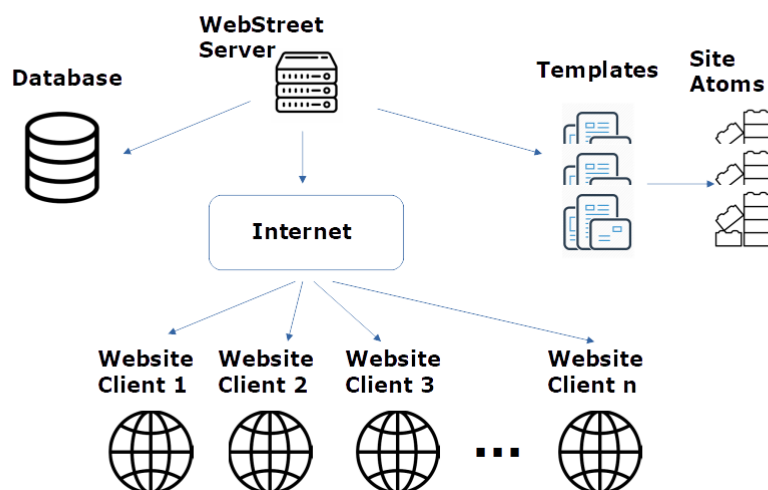 WebStreet
Server
Database
Templates
Site
Atoms
Internet
Website
Client 1
Website
Client 2
Website
Client 3
Website
Client n
...